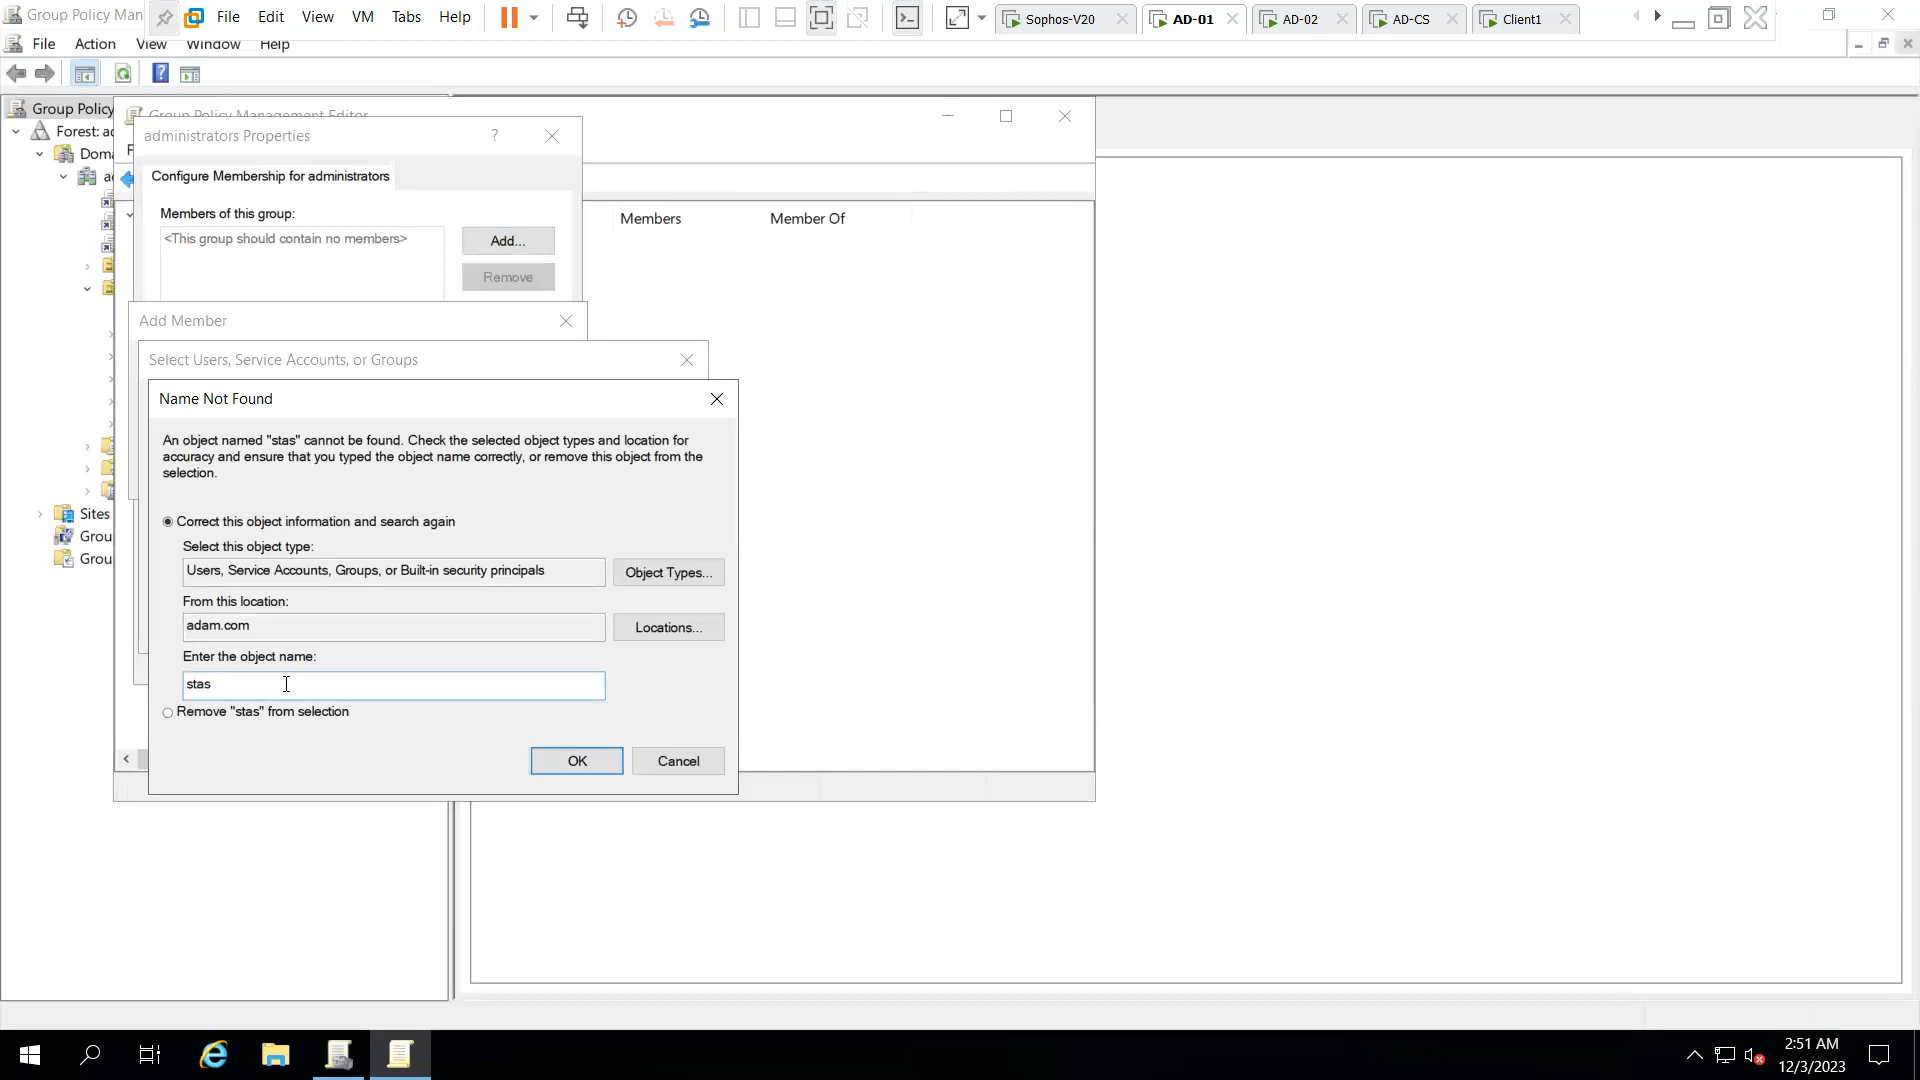 Group Policy Man
File
Edit
View
VM
Tabs
Help
Sophos-V20
AD-01
AD-02
AD-CS
Client1
File
Action
View
Window
Help
Group Policy
Forest: ad
Doma
Sites
Grou
Grou
Group Policy Management Editor
administrators Properties
?
Configure Membership for administrators
Members of this group:
<This group should contain no members>
Add...
Remove
Members
Member Of
Add Member
Select Users, Service Accounts, or Groups
Name Not Found
An object named "stas" cannot be found. Check the selected object types and location for
accuracy and ensure that you typed the object name correctly, or remove this object from the
selection.
Correct this object information and search again
Select this object type:
Users, Service Accounts, Groups, or Built-in security principals
Object Types...
From this location:
adam.com
Locations...
Enter the object name:
stas
Remove "stas" from selection
OK
Cancel
2:51 AM
12/3/2023